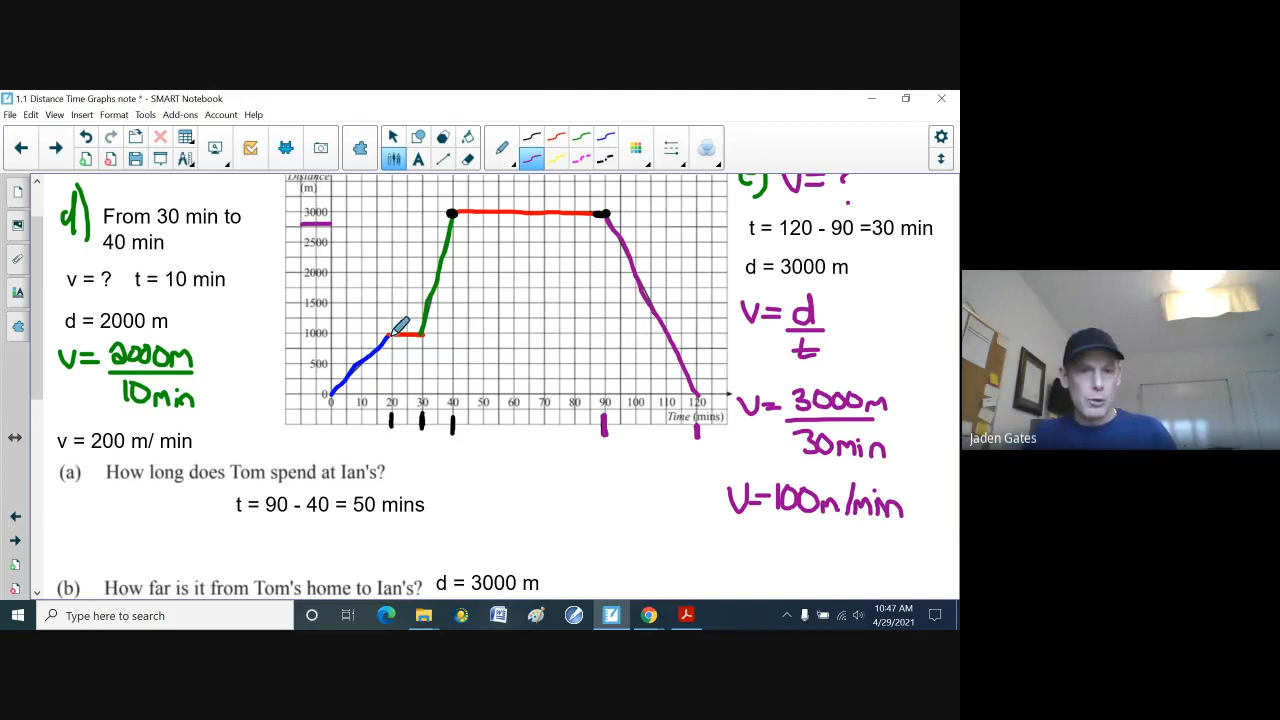 1.1 Distance Time Graphs note * - SMART Notebook
File Edit View Insert Format Tools Add-ons Account Help
d)
From 30 min to
40 min
v = ? t = 10 min
d = 2000 m
v= 2000m
10min
v = 200 m/ min
Distance
(m)
3000
2500
2000
1500
1000
500
0
0 10 20 30 40 50 60 70 80 90 100 110 120
Time (mins)
c) v= ?
t = 120 - 90 =30 min
d = 3000 m
v= d
t
v= 3000m
30min
v=100m/min
(a) How long does Tom spend at Ian's?
t = 90 - 40 = 50 mins
(b) How far is it from Tom's home to Ian's? d = 3000 m
Jaden Gates
Type here to search
10:47 AM
4/29/2021